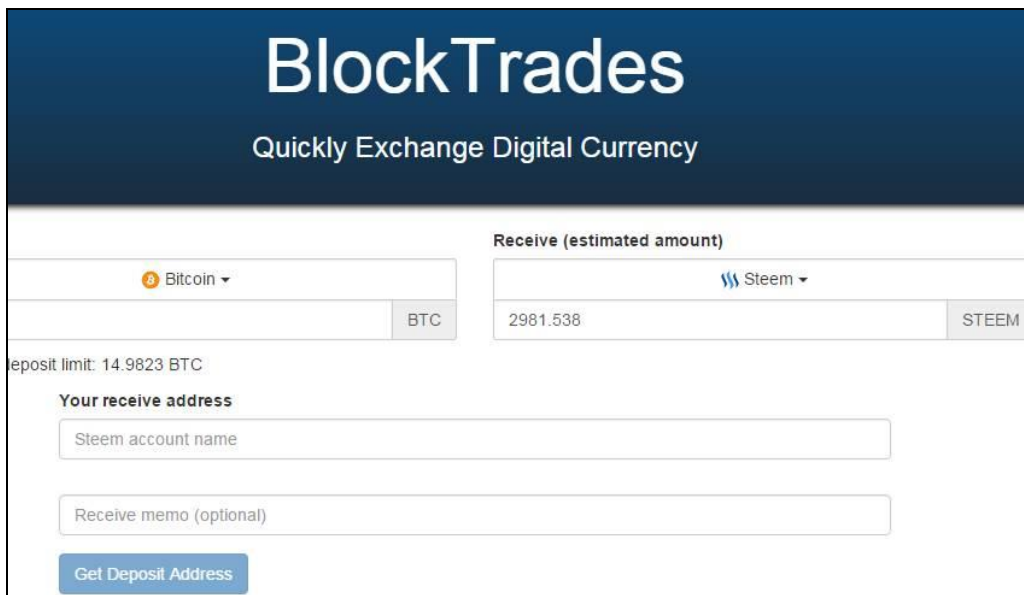 BlockTrades
Quickly Exchange Digital Currency
Receive (estimated amount)
Bitcoin
Steem
BTC
2981.538
STEEM
deposit limit: 14.9823 BTC
Your receive address
Steem account name
Receive memo (optional)
Get Deposit Address